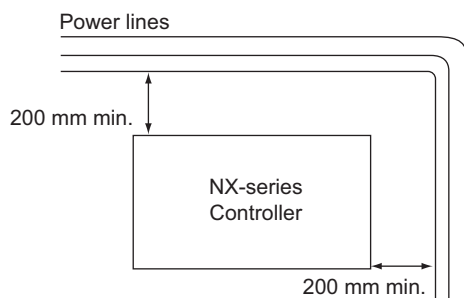 Power lines
200 mm min.
NX-series
Controller
200 mm min.